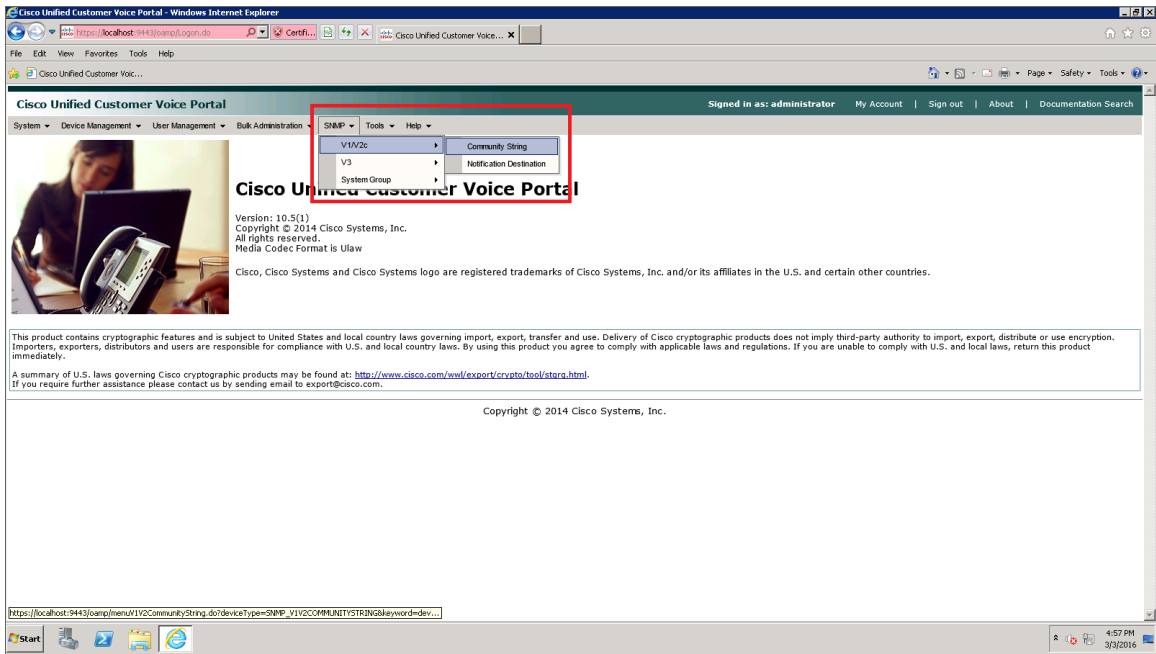 Cisco Unified Customer Voice Portal - Windows Internet Explorer
https://localhost:9443/oamp/Logon.do Certifi... Cisco Unified Customer Voice...
File Edit View Favorites Tools Help
Cisco Unified Customer Voic... Page Safety Tools
Cisco Unified Customer Voice Portal Signed in as: administrator My Account | Sign out | About | Documentation Search
System Device Management User Management Bulk Administration SNMP Tools Help
V1/V2c Community String
V3 Notification Destination
System Group
Cisco Unified Customer Voice Portal
Version: 10.5(1)
Copyright © 2014 Cisco Systems, Inc.
All rights reserved.
Media Codec Format is Ulaw
Cisco, Cisco Systems and Cisco Systems logo are registered trademarks of Cisco Systems, Inc. and/or its affiliates in the U.S. and certain other countries.
This product contains cryptographic features and is subject to United States and local country laws governing import, export, transfer and use. Delivery of Cisco cryptographic products does not imply third-party authority to import, export, distribute or use encryption.
Importers, exporters, distributors and users are responsible for compliance with U.S. and local country laws. By using this product you agree to comply with applicable laws and regulations. If you are unable to comply with U.S. and local laws, return this product
immediately.
A summary of U.S. laws governing Cisco cryptographic products may be found at: http://www.cisco.com/wwl/export/crypto/tool/stqrg.html.
If you require further assistance please contact us by sending email to export@cisco.com.
Copyright © 2014 Cisco Systems, Inc.
https://localhost:9443/oamp/menuV1V2CommunityString.do?deviceType=SNMP_V1V2COMMUNITYSTRING&keyword=dev...
Start 4:57 PM
3/3/2016